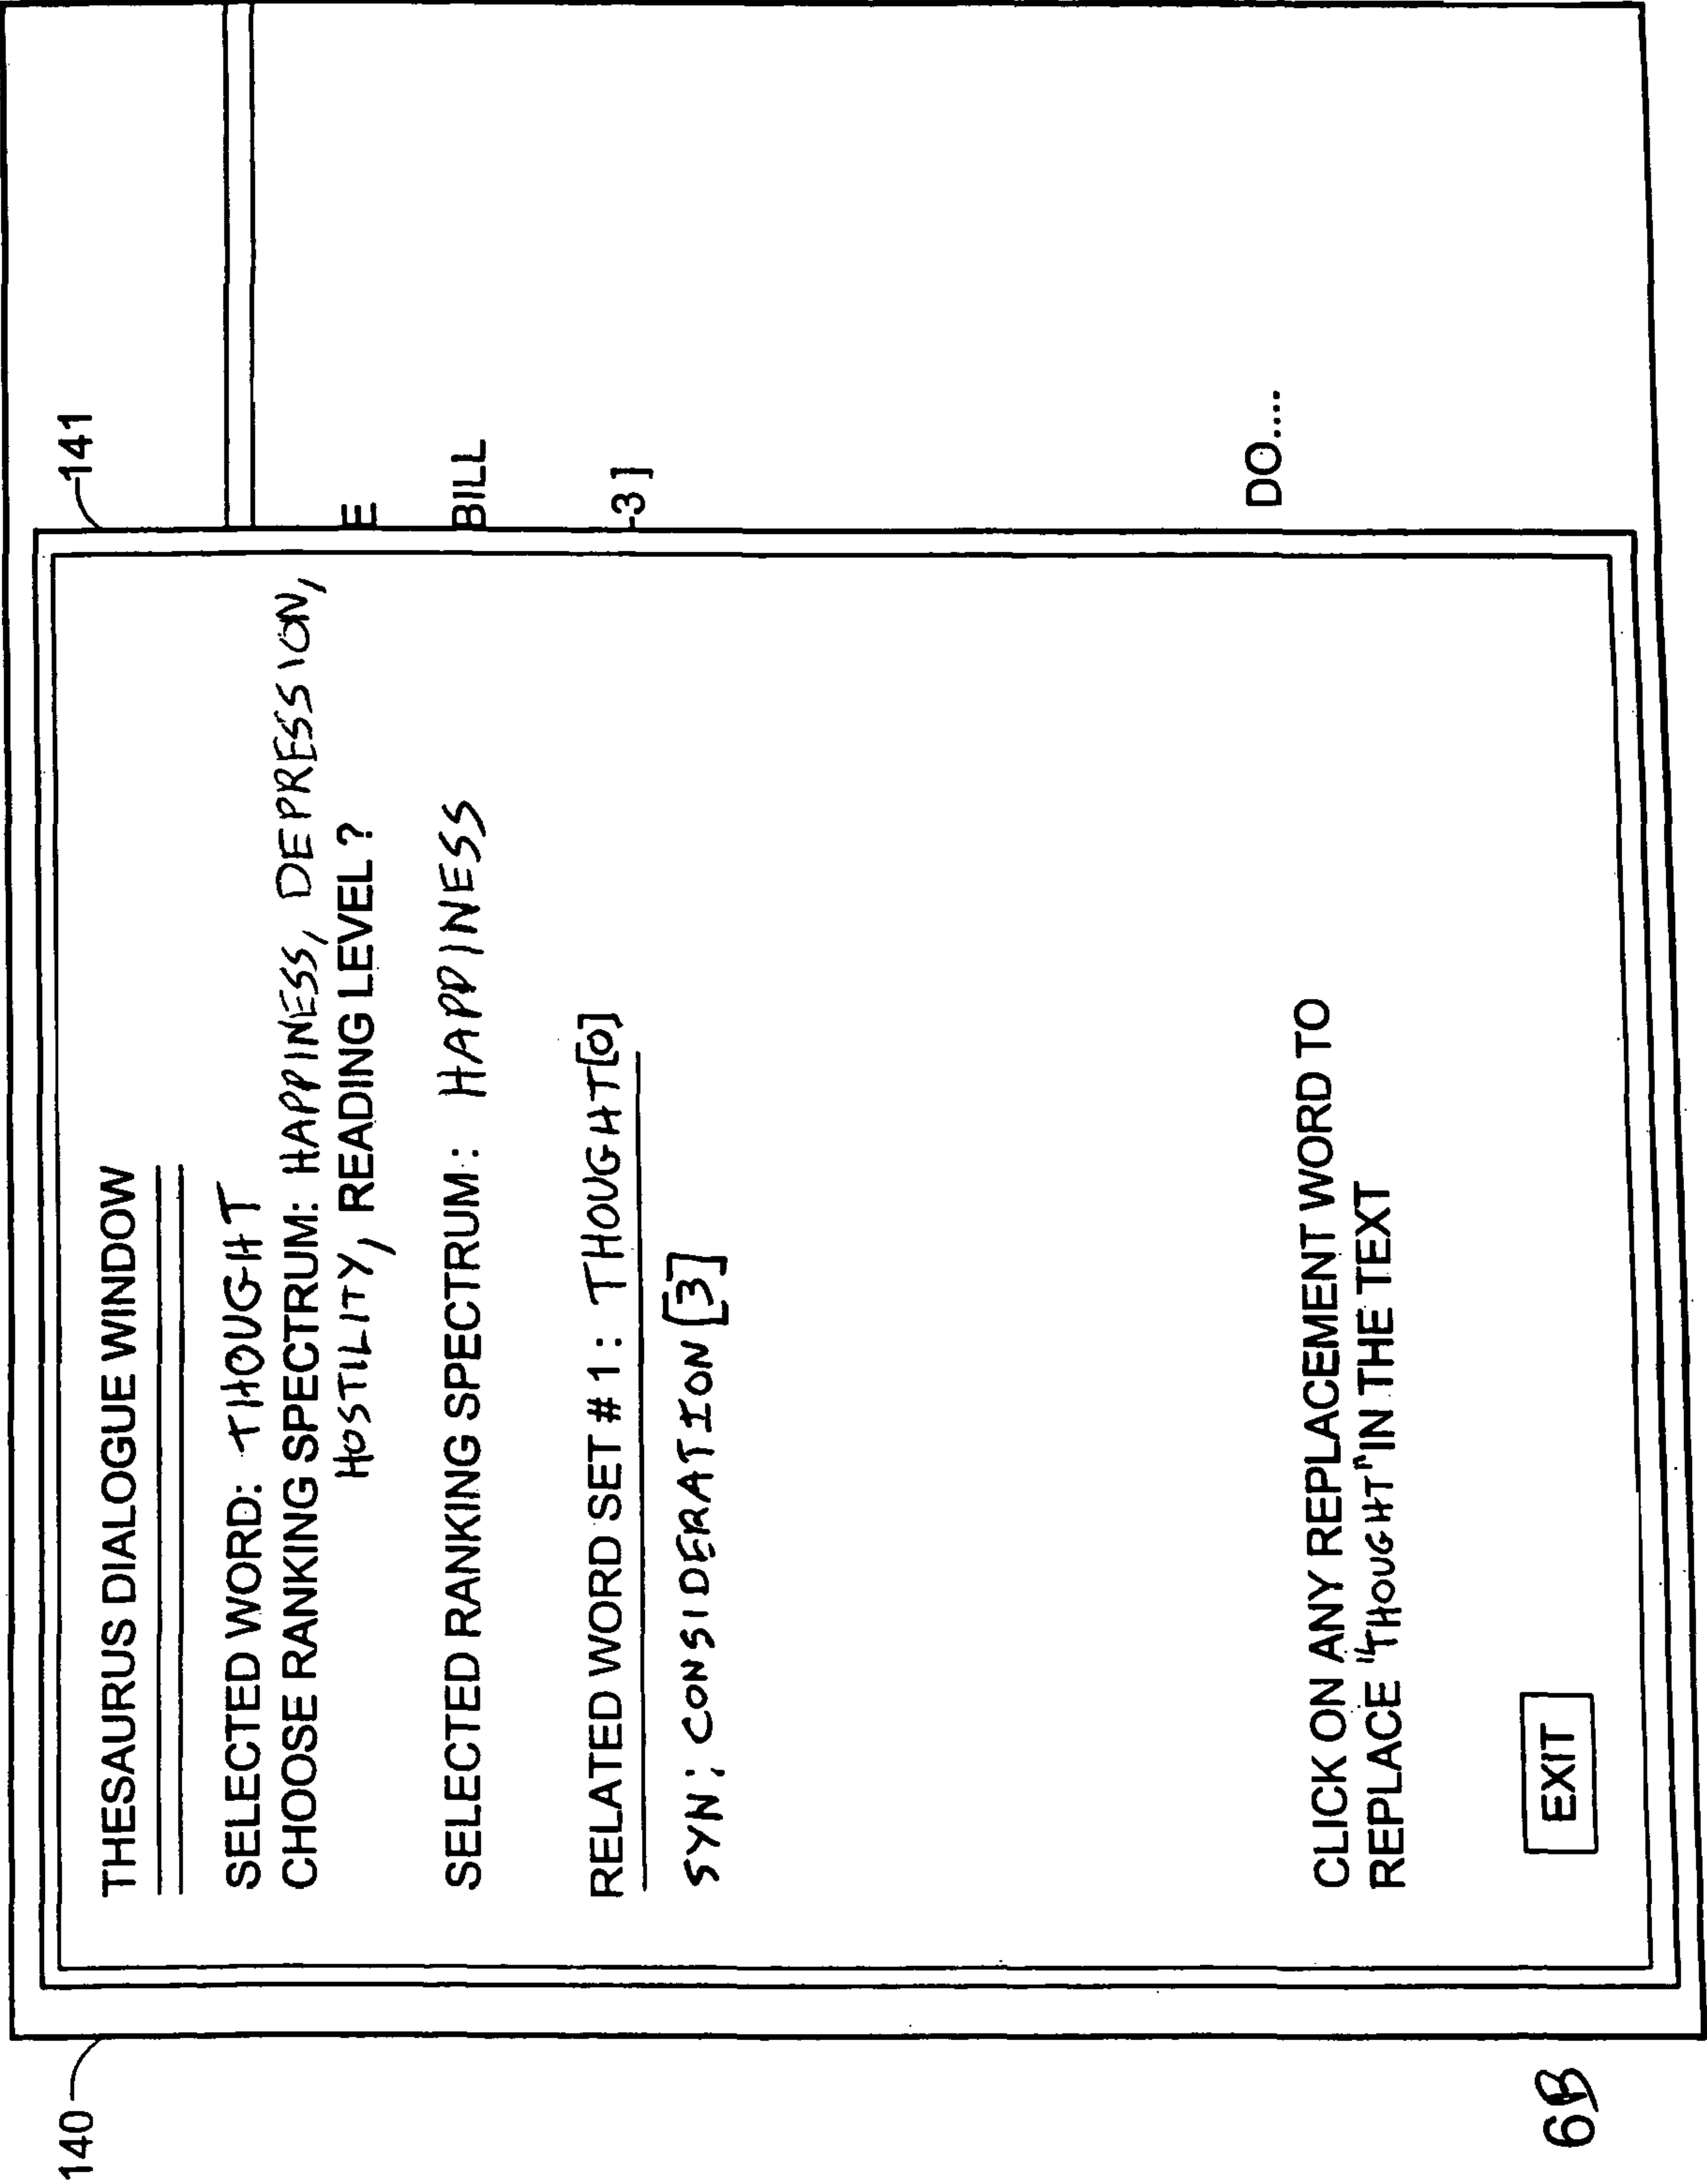 140
141
THESAURUS DIALOGUE WINDOW
SELECTED WORD: THOUGHT
CHOOSE RANKING SPECTRUM: HAPPINESS, DEPRESSION,
HOSTILITY, READING LEVEL?
E
SELECTED RANKING SPECTRUM: HAPPINESS
BILL
RELATED WORD SET #1: THOUGHT[0]
-3]
SYN: CONSIDERATION [3]
DO....
CLICK ON ANY REPLACEMENT WORD TO
REPLACE "THOUGHT" IN THE TEXT
EXIT
6B